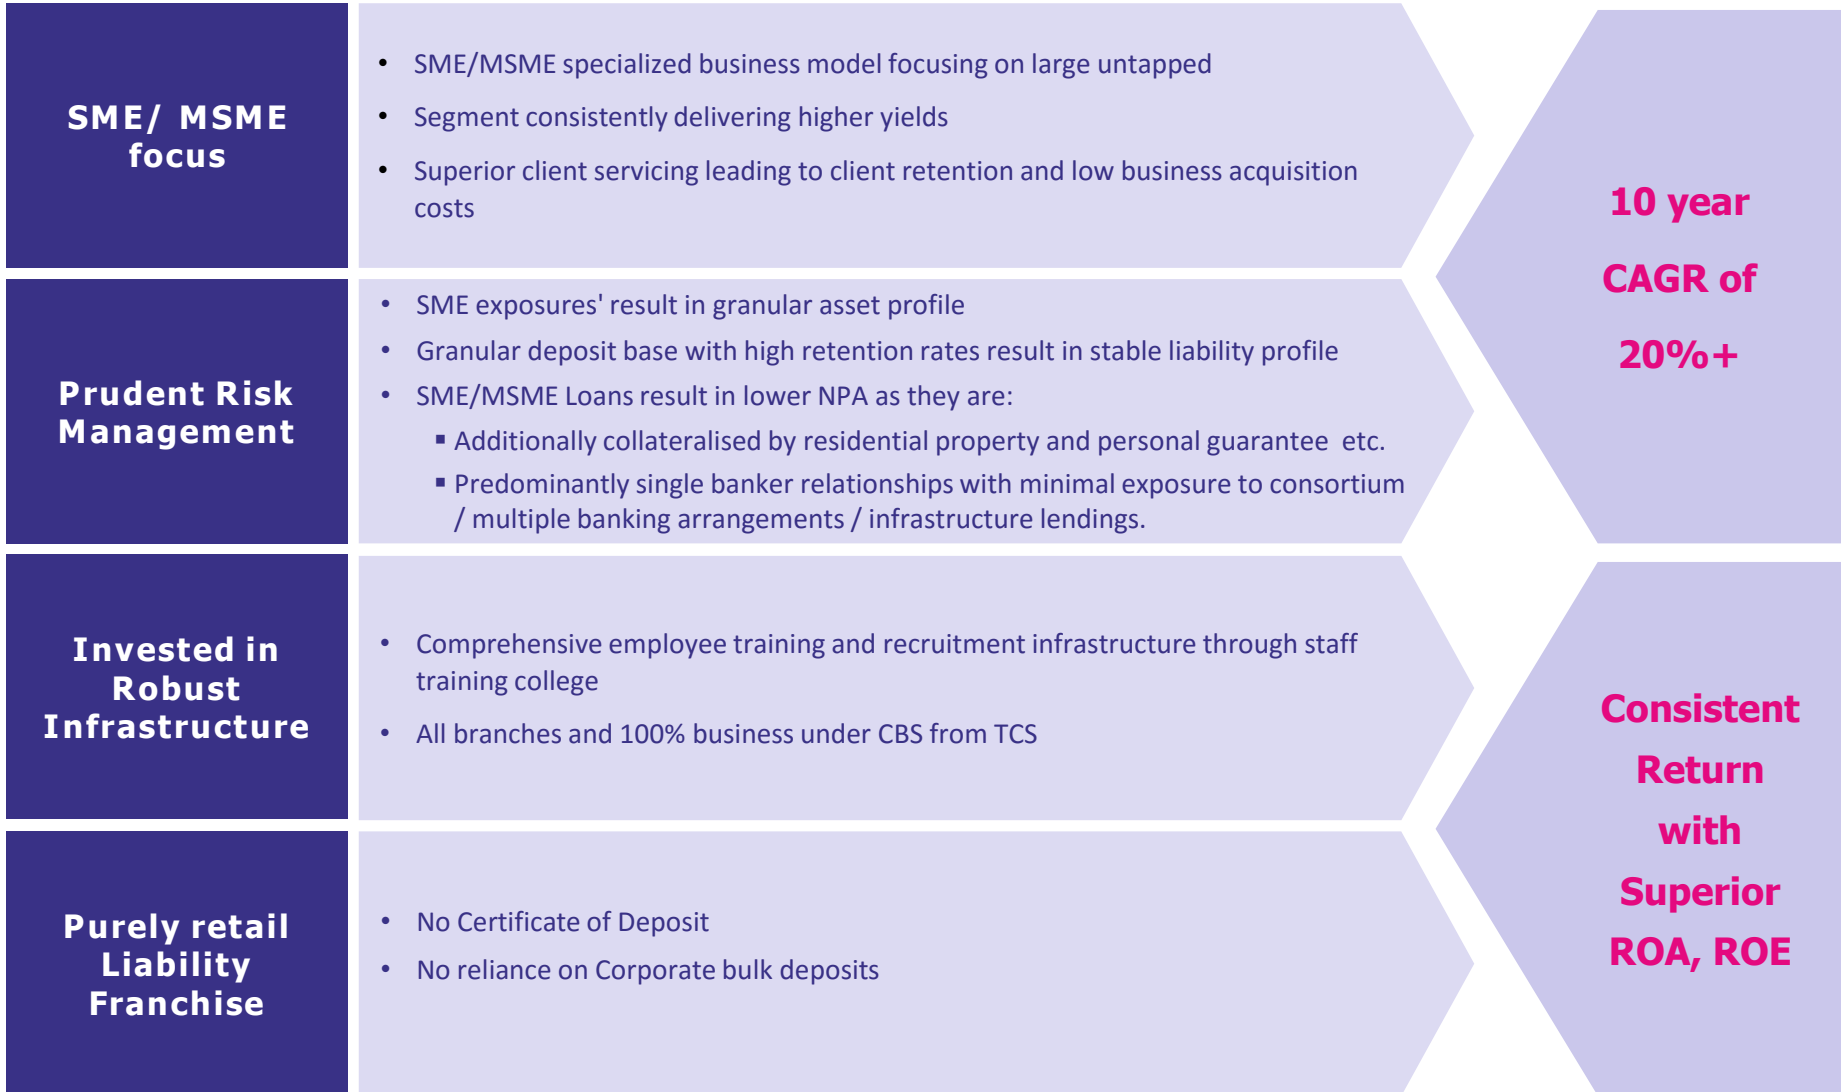 SME/ MSME
focus
• SME/MSME specialized business model focusing on large untapped
• Segment consistently delivering higher yields
• Superior client servicing leading to client retention and low business acquisition
costs
Prudent Risk
Management
• SME exposures' result in granular asset profile
• Granular deposit base with high retention rates result in stable liability profile
• SME/MSME Loans result in lower NPA as they are:
▪ Additionally collateralised by residential property and personal guarantee etc.
▪ Predominantly single banker relationships with minimal exposure to consortium
/ multiple banking arrangements / infrastructure lendings.
10 year
CAGR of
20%+
Invested in
Robust
Infrastructure
• Comprehensive employee training and recruitment infrastructure through staff
training college
• All branches and 100% business under CBS from TCS
Purely retail
Liability
Franchise
• No Certificate of Deposit
• No reliance on Corporate bulk deposits
Consistent
Return
with
Superior
ROA, ROE